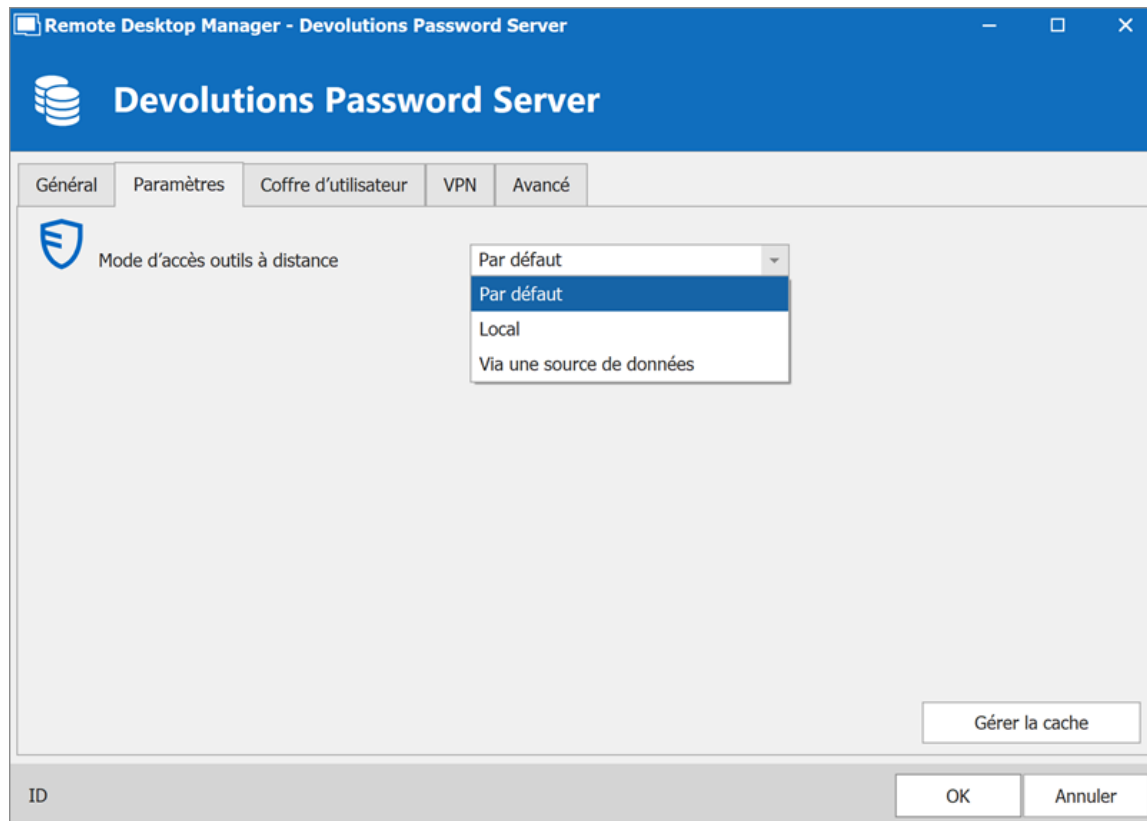 Remote Desktop Manager - Devolutions Password Server
Devolutions Password Server
Général Paramètres Coffre d'utilisateur VPN Avancé
Mode d'accès outils à distance Par défaut
Par défaut
Local
Via une source de données
Gérer la cache
ID OK Annuler